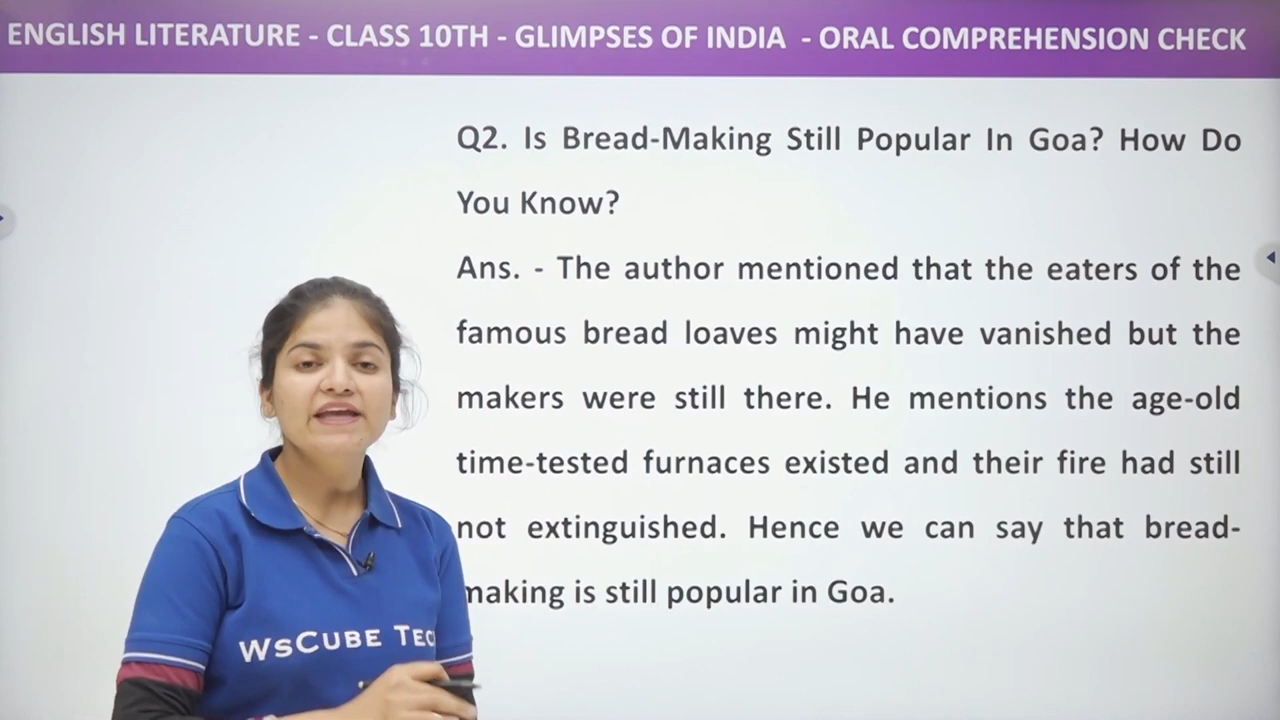 ENGLISH LITERATURE - CLASS 10TH - GLIMPSES OF INDIA - ORAL COMPREHENSION CHECK
Q2. Is Bread-Making Still Popular In Goa? How Do
You Know?
Ans. - The author mentioned that the eaters of the
famous bread loaves might have vanished but the
makers were still there. He mentions the age-old
time-tested furnaces existed and their fire had still
not extinguished. Hence we can say that bread-
making is still popular in Goa.
WSCUBE TEC